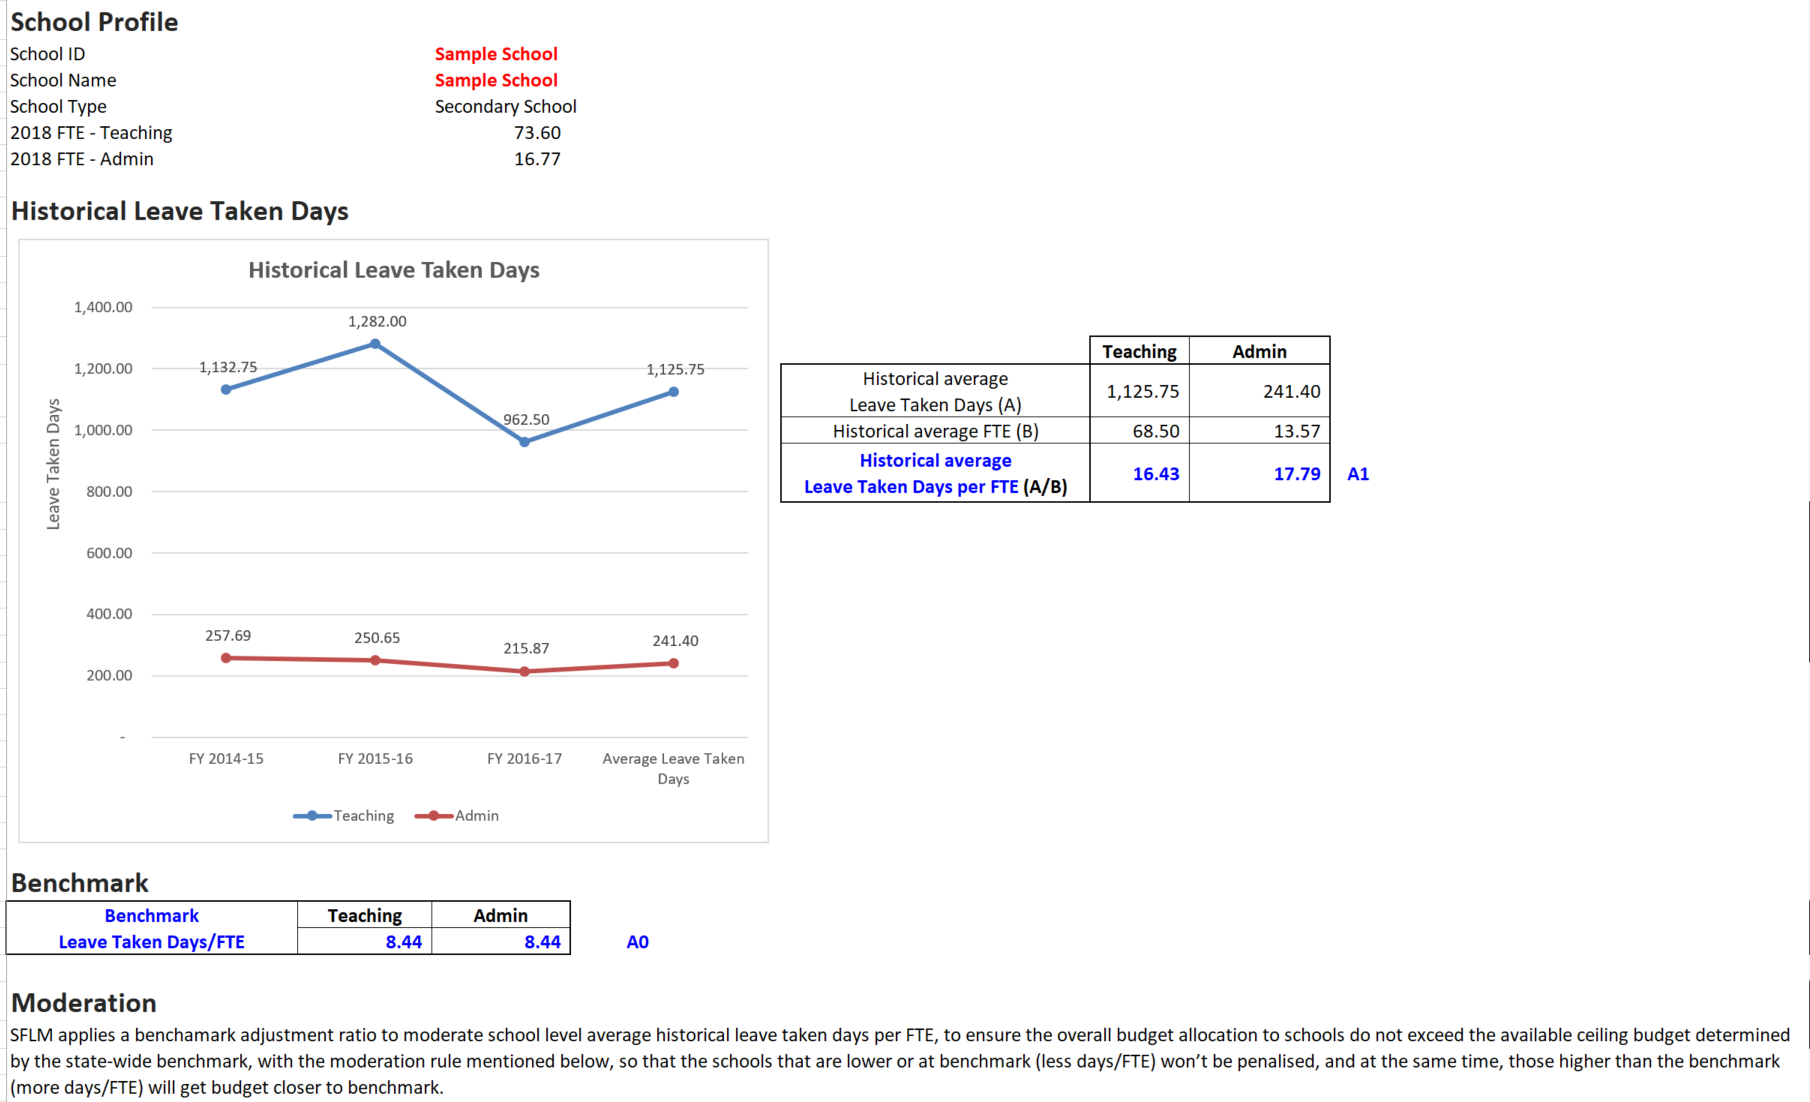 School Profile
School ID Sample School
School Name Sample School
School Type Secondary School
2018 FTE - Teaching 73.60
2018 FTE - Admin 16.77
Historical Leave Taken Days
Historical Leave Taken Days
Leave Taken Days
1,400.00
1,200.00
1,000.00
800.00
600.00
400.00
200.00
-
1,132.75
1,282.00
962.50
1,125.75
257.69
250.65
215.87
241.40
FY 2014-15
FY 2015-16
FY 2016-17
Average Leave Taken
Days
Teaching Admin
Teaching Admin
Historical average
Leave Taken Days (A) 1,125.75 241.40
Historical average FTE (B) 68.50 13.57
Historical average
Leave Taken Days per FTE (A/B) 16.43 17.79 A1
Benchmark
Benchmark Teaching Admin
Leave Taken Days/FTE 8.44 8.44 A0
Moderation
SFLM applies a benchamark adjustment ratio to moderate school level average historical leave taken days per FTE, to ensure the overall budget allocation to schools do not exceed the available ceiling budget determined
by the state-wide benchmark, with the moderation rule mentioned below, so that the schools that are lower or at benchmark (less days/FTE) won’t be penalised, and at the same time, those higher than the benchmark
(more days/FTE) will get budget closer to benchmark.